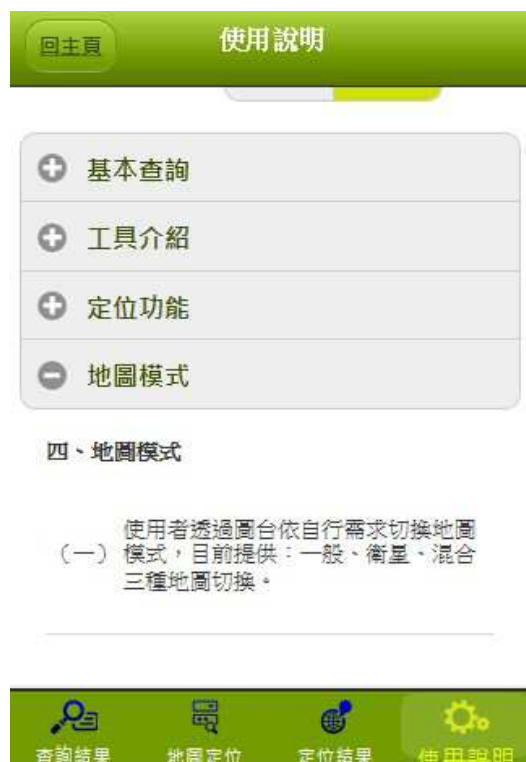 回主頁
使用說明
基本查詢
工具介紹
定位功能
地圖模式
四、地圖模式
使用者透過圖台依自行需求切換地圖
（一）模式，目前提供：一般、衛星、混合
三種地圖切換。
查詢結果
地圖定位
定位結果
使用說明